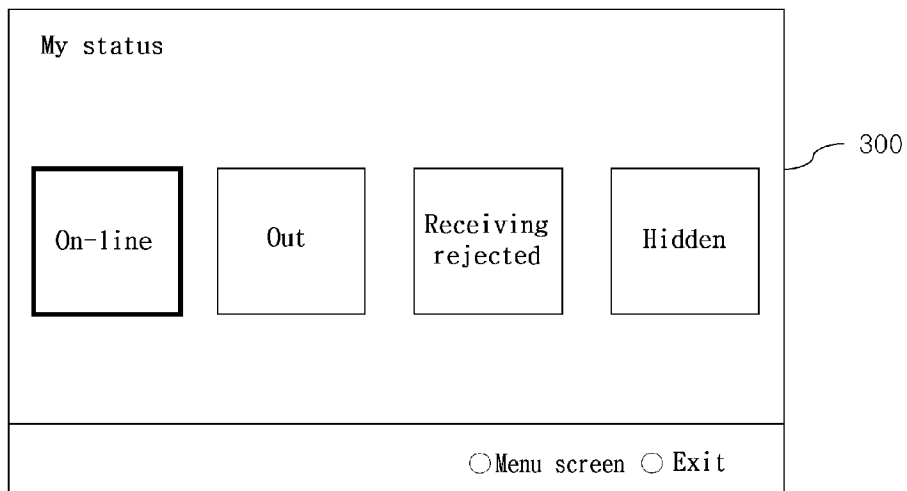 My status
300
On-line
Out
Receiving
rejected
Hidden
○Menu screen ○ Exit